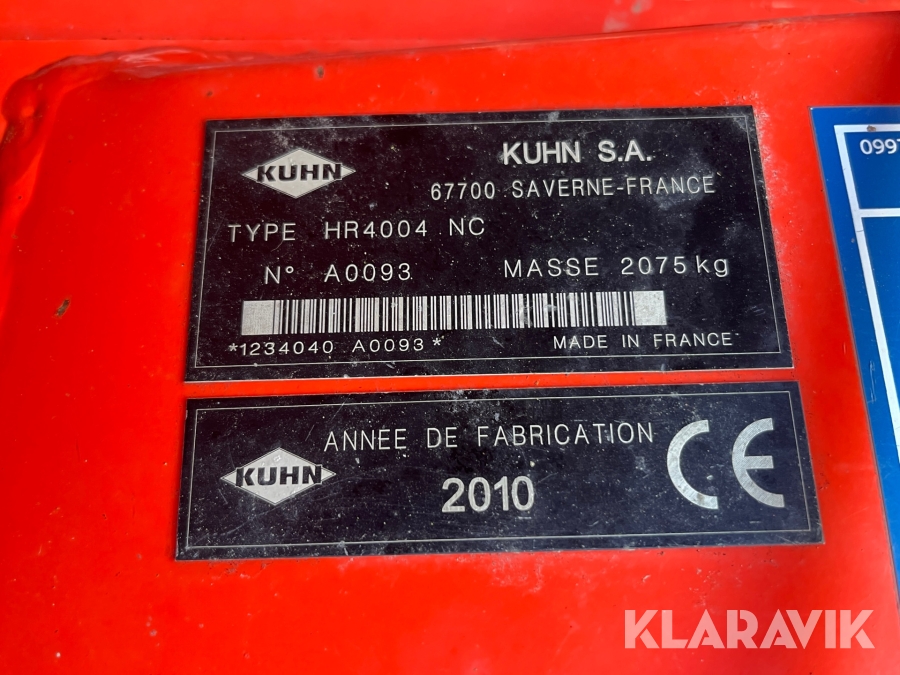 KUHN
KUHN S.A.
67700 SAVERNE-FRANCE
TYPE HR4004 NC
N° A0093 MASSE 2075 kg
*1234040 A0093*
MADE IN FRANCE
KUHN
ANNEE DE FABRICATION
2010
CE
KLARAVIK